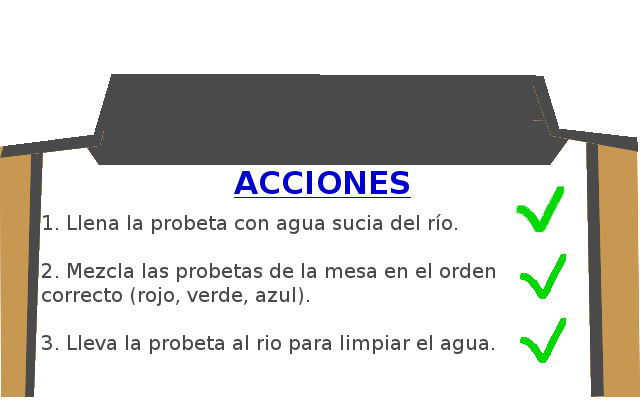 ACCIONES
1. Llena la probeta con agua sucia del río.
2. Mezcla las probetas de la mesa en el orden
correcto (rojo, verde, azul).
3. Lleva la probeta al rio para limpiar el agua.